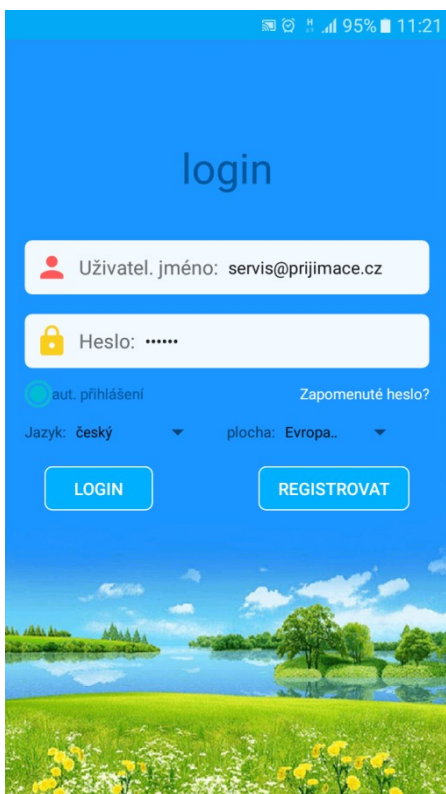 95% 11:21
login
Uživatel. jméno: servis@prijimace.cz
Heslo: ••••••
aut. přihlášení Zapomenuté heslo?
Jazyk: český plocha: Evropa..
LOGIN REGISTROVAT